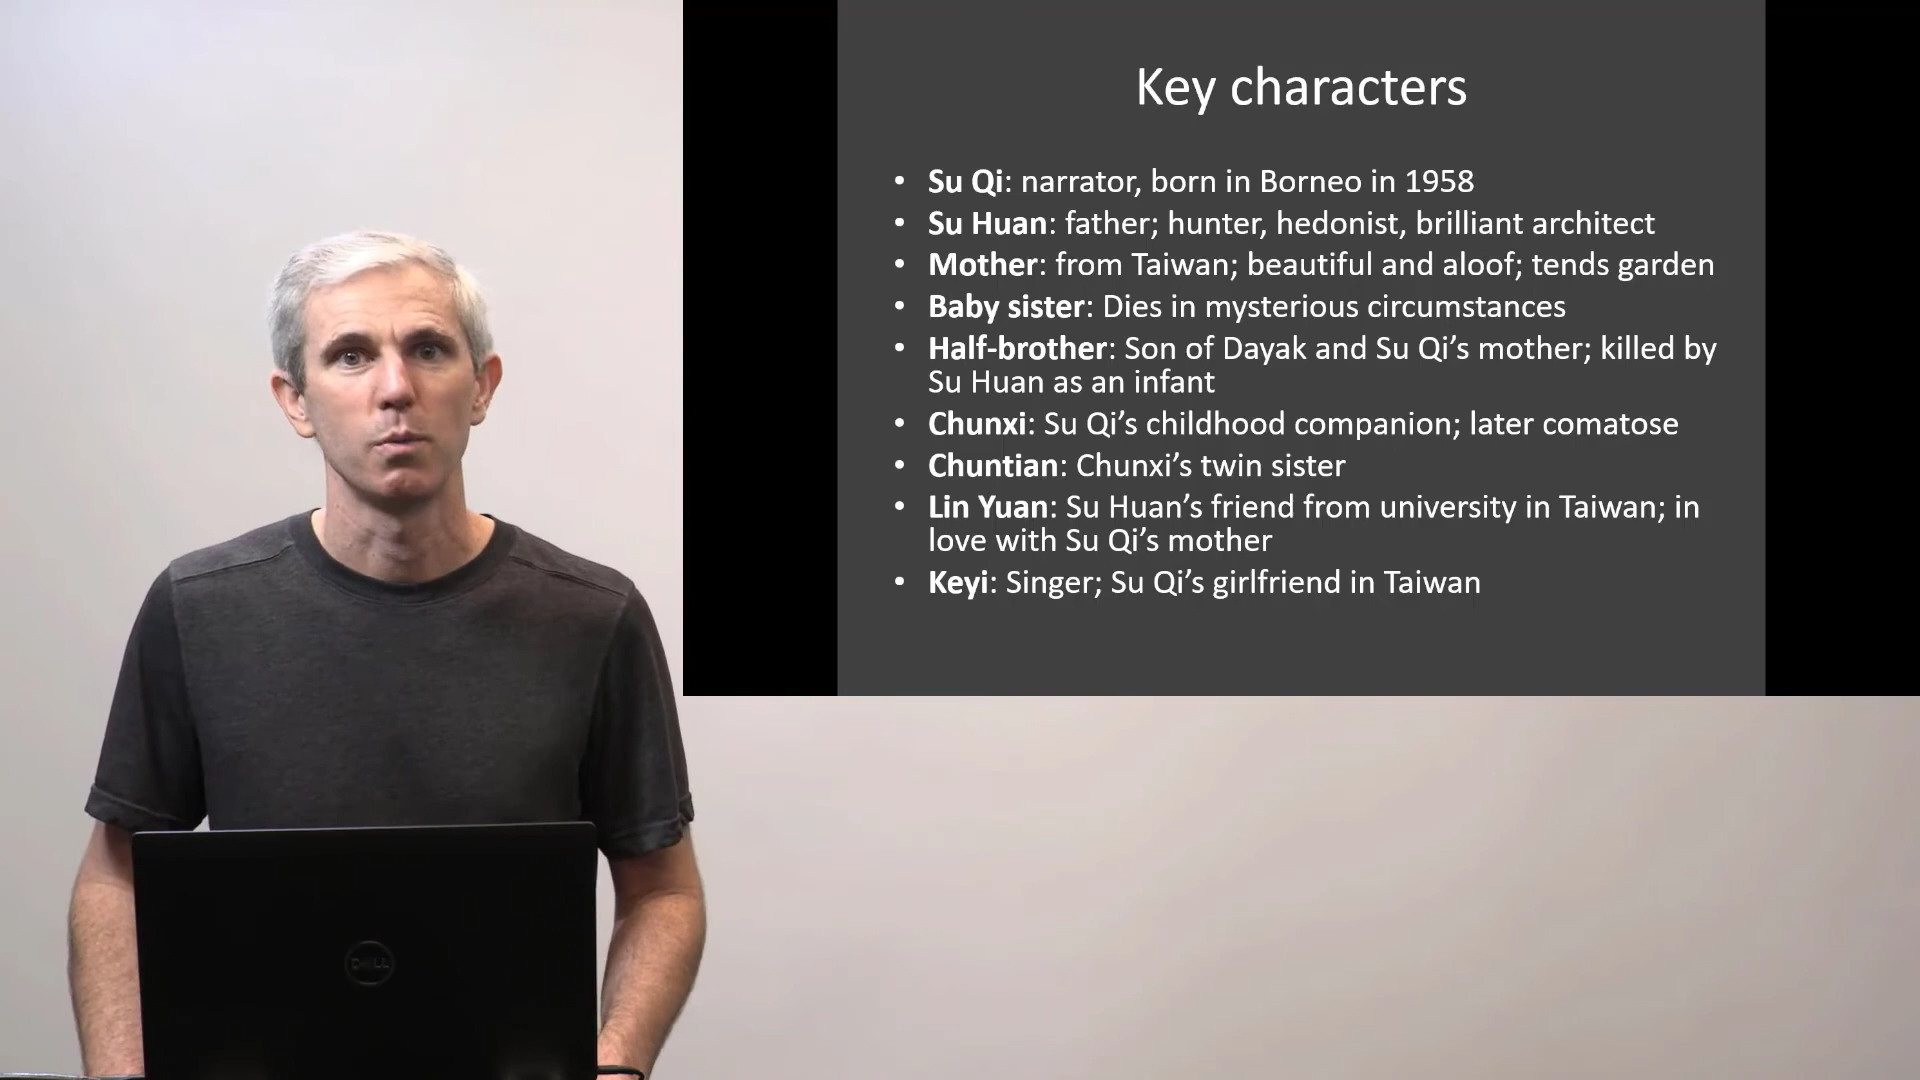 Key characters
• Su Qi: narrator, born in Borneo in 1958
• Su Huan: father; hunter, hedonist, brilliant architect
• Mother: from Taiwan; beautiful and aloof; tends garden
• Baby sister: Dies in mysterious circumstances
• Half-brother: Son of Dayak and Su Qi’s mother; killed by
Su Huan as an infant
• Chunxi: Su Qi’s childhood companion; later comatose
• Chuntian: Chunxi’s twin sister
• Lin Yuan: Su Huan’s friend from university in Taiwan; in
love with Su Qi’s mother
• Keyi: Singer; Su Qi’s girlfriend in Taiwan
DELL